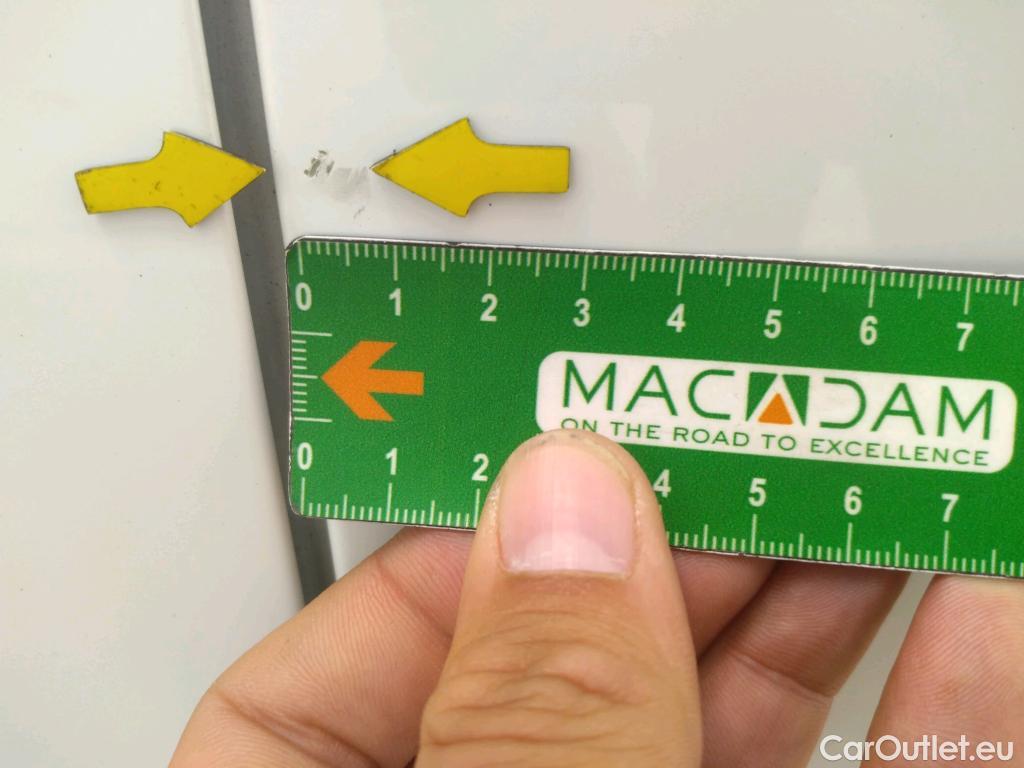 0 1 2 3 4 5 6 7
MACADAM
ON THE ROAD TO EXCELLENCE
0 1 2 4 5 6 7
CarOutlet.eu